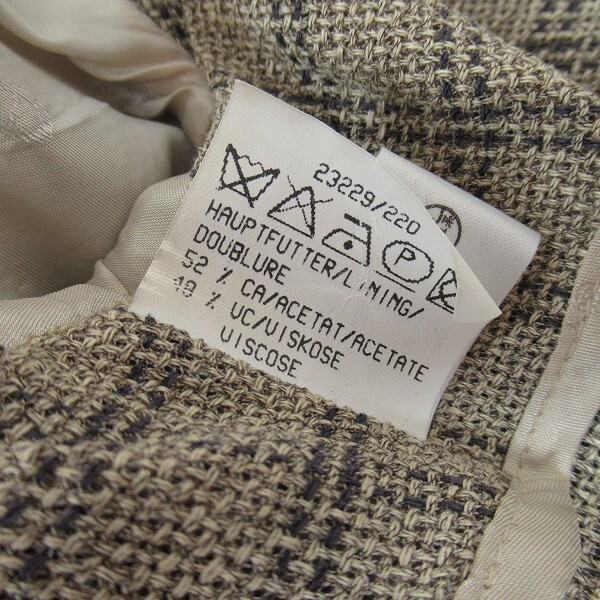 23229/220
P
HAUPTFUTTER/LINING/
DOUBLURE
52 % CA/ACETAT/ACETATE
48 % VC/VISKOSE
VISCOSE